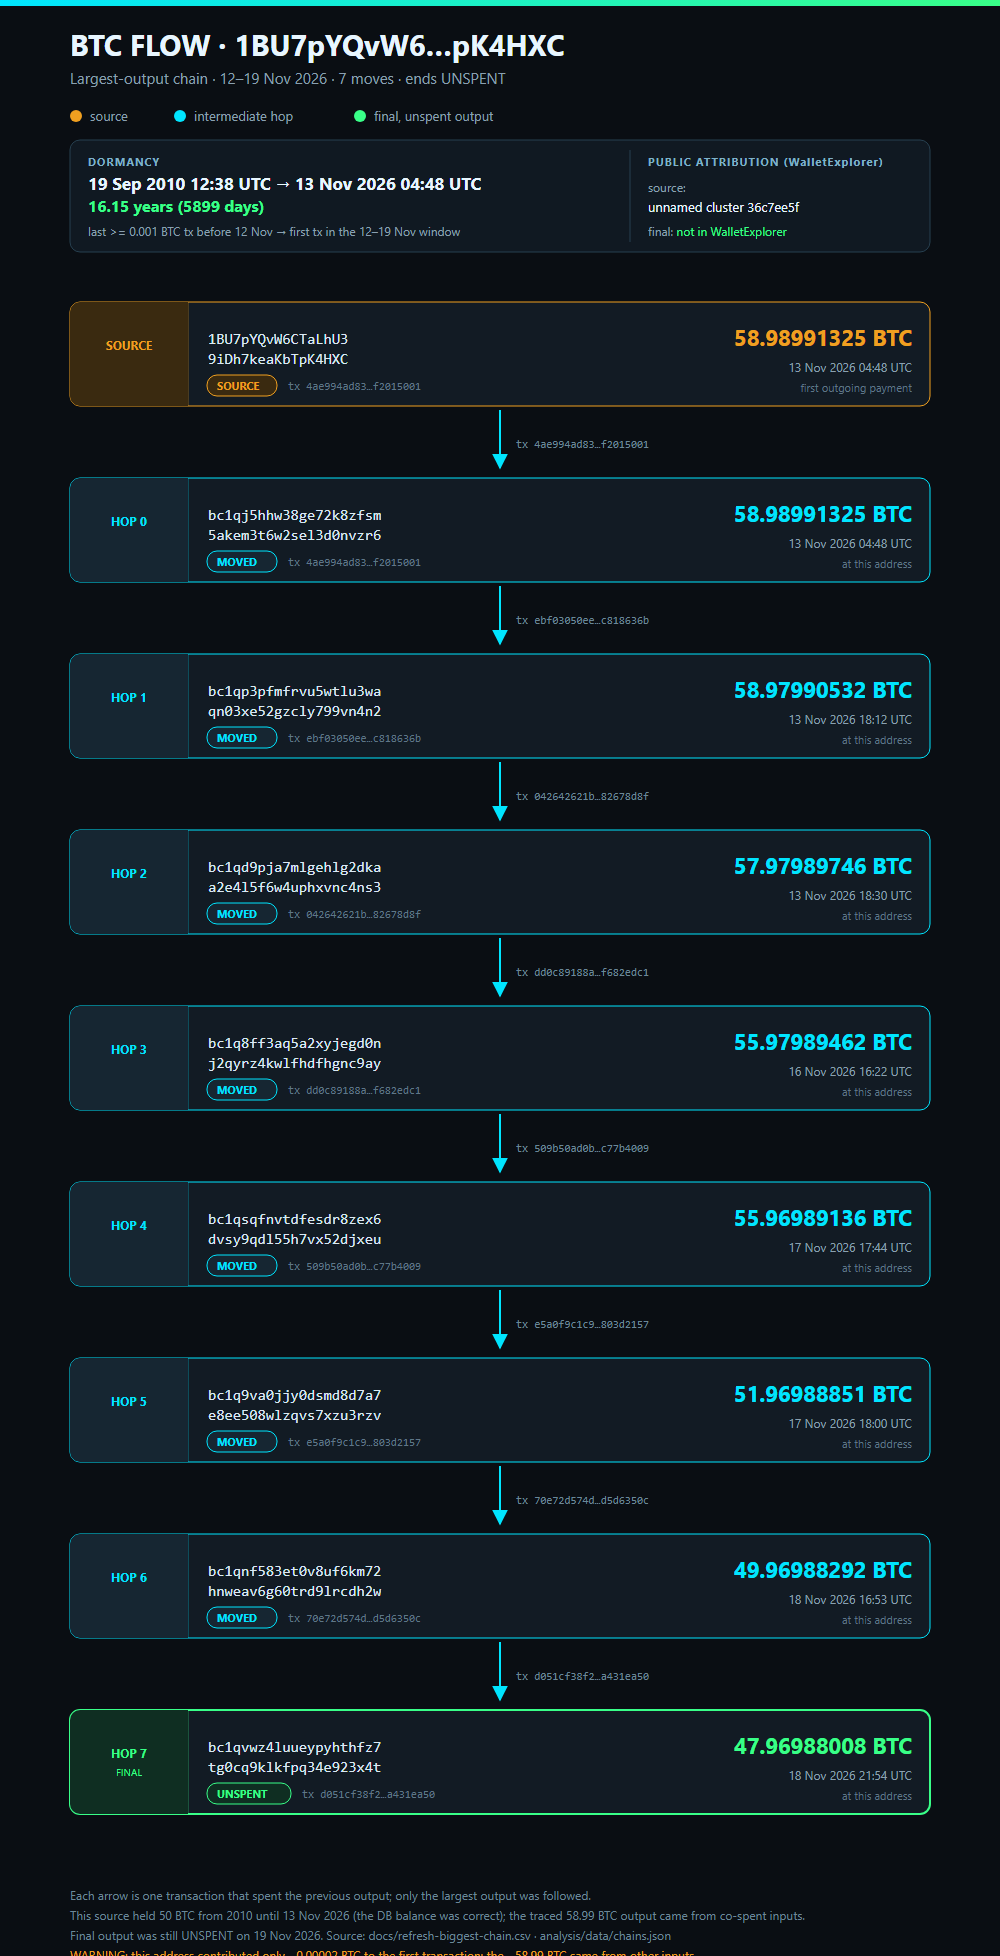 BTC FLOW · 1BU7pYQvW6…pK4HXC
Largest-output chain · 12–19 Nov 2026 · 7 moves · ends UNSPENT
source intermediate hop final, unspent output
DORMANCY
19 Sep 2010 12:38 UTC → 13 Nov 2026 04:48 UTC
16.15 years (5899 days)
last >= 0.001 BTC tx before 12 Nov → first tx in the 12–19 Nov window
PUBLIC ATTRIBUTION (WalletExplorer)
source:
unnamed cluster 36c7ee5f
final: not in WalletExplorer
SOURCE
1BU7pYQvW6CTaLhU3
9iDh7keaKbTpK4HXC
SOURCE tx 4ae994ad83…f2015001
58.98991325 BTC
13 Nov 2026 04:48 UTC
first outgoing payment
tx 4ae994ad83…f2015001
HOP 0
bc1qj5hhw38ge72k8zfsm
5akem3t6w2sel3d0nvzr6
MOVED tx 4ae994ad83…f2015001
58.98991325 BTC
13 Nov 2026 04:48 UTC
at this address
tx ebf03050ee…c818636b
HOP 1
bc1qp3pfmfrvu5wtlu3wa
qn03xe52gzcly799vn4n2
MOVED tx ebf03050ee…c818636b
58.97990532 BTC
13 Nov 2026 18:12 UTC
at this address
tx 042642621b…82678d8f
HOP 2
bc1qd9pja7mlgehlg2dka
a2e4l5f6w4uphxvnc4ns3
MOVED tx 042642621b…82678d8f
57.97989746 BTC
13 Nov 2026 18:30 UTC
at this address
tx dd0c89188a…f682edc1
HOP 3
bc1q8ff3aq5a2xyjegd0n
j2qyrz4kwlfhdfhgnc9ay
MOVED tx dd0c89188a…f682edc1
55.97989462 BTC
16 Nov 2026 16:22 UTC
at this address
tx 509b50ad0b…c77b4009
HOP 4
bc1qsqfnvtdfesdr8zex6
dvsy9qdl55h7vx52djxeu
MOVED tx 509b50ad0b…c77b4009
55.96989136 BTC
17 Nov 2026 17:44 UTC
at this address
tx e5a0f9c1c9…803d2157
HOP 5
bc1q9va0jjy0dsmd8d7a7
e8ee508wlzqvs7xzu3rzv
MOVED tx e5a0f9c1c9…803d2157
51.96988851 BTC
17 Nov 2026 18:00 UTC
at this address
tx 70e72d574d…d5d6350c
HOP 6
bc1qnf583et0v8uf6km72
hnweav6g60trd9lrcdh2w
MOVED tx 70e72d574d…d5d6350c
49.96988292 BTC
18 Nov 2026 16:53 UTC
at this address
tx d051cf38f2…a431ea50
HOP 7
FINAL
bc1qvwz4luueypyhthfz7
tg0cq9klkfpq34e923x4t
UNSPENT tx d051cf38f2…a431ea50
47.96988008 BTC
18 Nov 2026 21:54 UTC
at this address
Each arrow is one transaction that spent the previous output; only the largest output was followed.
This source held 50 BTC from 2010 until 13 Nov 2026 (the DB balance was correct); the traced 58.99 BTC output came from co-spent inputs.
Final output was still UNSPENT on 19 Nov 2026. Source: docs/refresh-biggest-chain.csv · analysis/data/chains.json
WARNING: this address contributed only